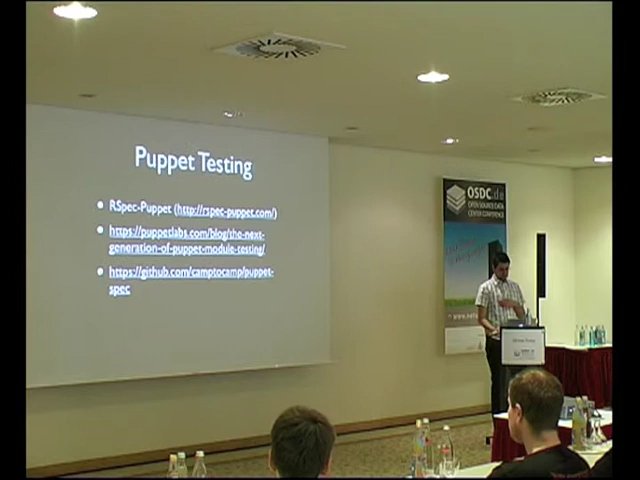 Puppet Testing
• RSpec-Puppet (http://rspec-puppet.com/)
• https://puppetlabs.com/blog/the-next-
generation-of-puppet-module-testing/
• https://github.com/camptocamp/puppet-
spec
OSDC.de
OPEN SOURCE DATA
CENTER CONFERENCE